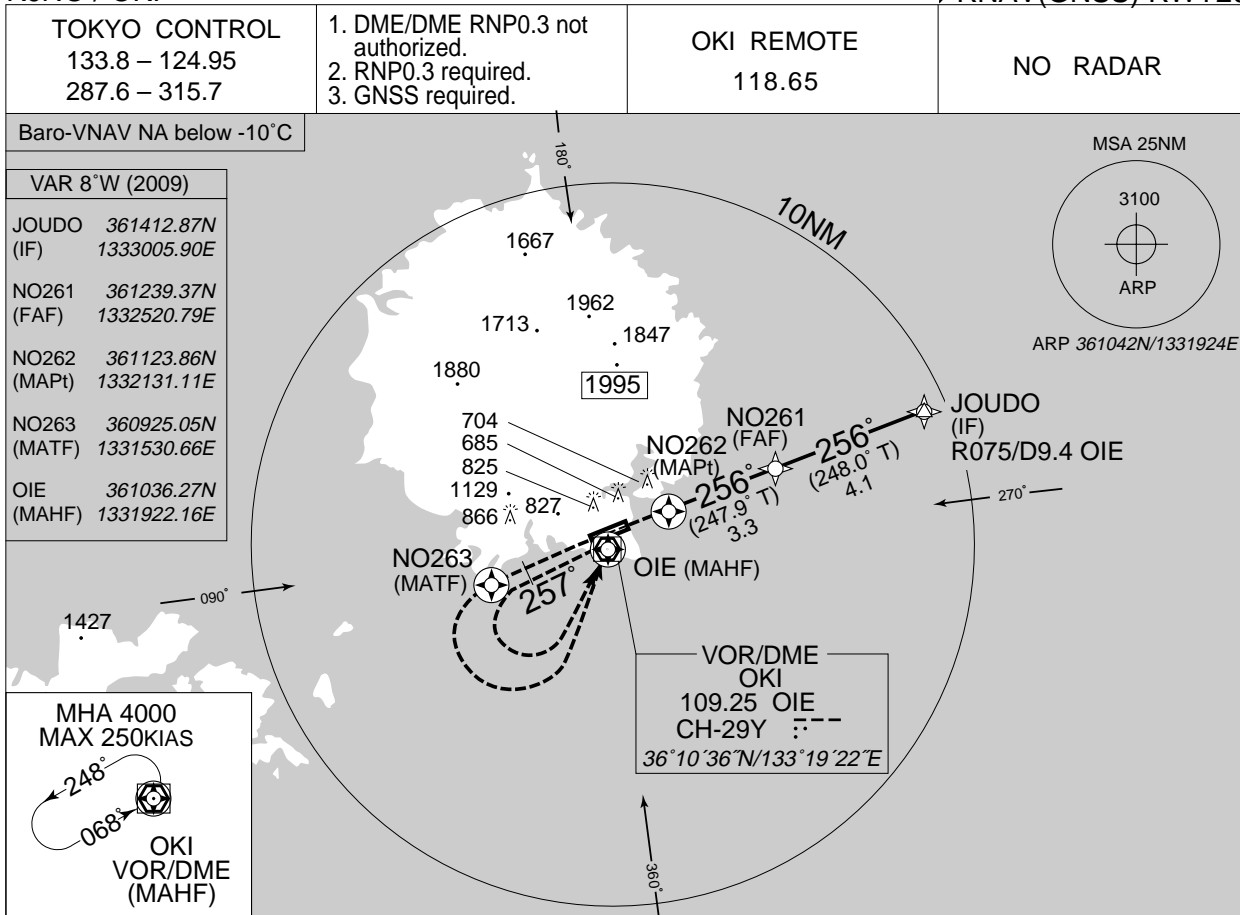 TOKYO CONTROL
133.8 – 124.95
287.6 – 315.7
1. DME/DME RNP0.3 not
authorized.
2. RNP0.3 required.
3. GNSS required.
OKI REMOTE
118.65
NO RADAR
Baro-VNAV NA below -10˚C
VAR 8˚W (2009)
JOUDO 361412.87N
(IF) 1333005.90E
NO261 361239.37N
(FAF) 1332520.79E
NO262 361123.86N
(MAPt) 1332131.11E
NO263 360925.05N
(MATF) 1331530.66E
OIE 361036.27N
(MAHF) 1331922.16E
180˚
10NM
MSA 25NM
3100
ARP
ARP 361042N/1331924E
1667
1962
1713
1847
1880
1995
704
685
825
1129
827
866
NO262
(MAPt)
NO261
(FAF)
JOUDO
(IF)
R075/D9.4 OIE
256˚
(248.0˚ T)
4.1
256˚
(247.9˚ T)
3.3
270˚
NO263
(MATF)
257˚
OIE (MAHF)
090˚
1427
VOR/DME
OKI
109.25 OIE
CH-29Y
36˚10´36˝N/133˚19´22˝E
MHA 4000
MAX 250KIAS
248˚
068˚
OKI
VOR/DME
(MAHF)
360˚